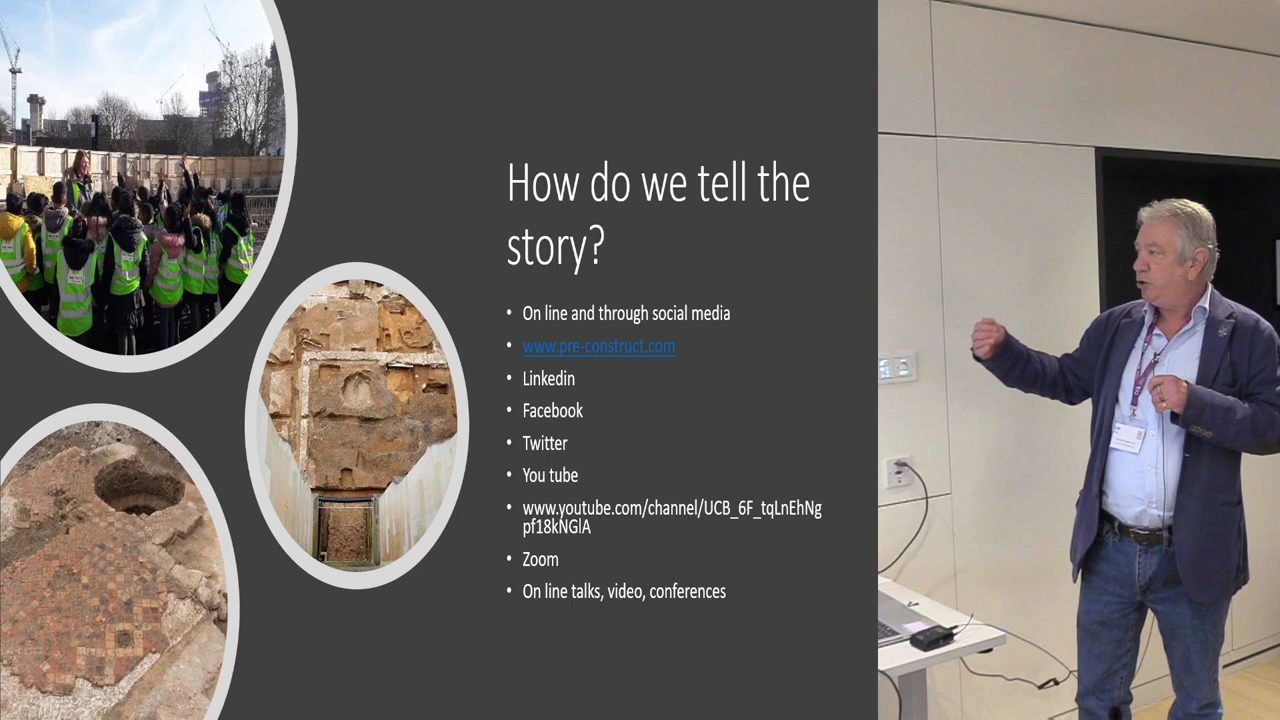 How do we tell the
story?
• On line and through social media
• www.pre-construct.com
• Linkedin
• Facebook
• Twitter
• You tube
• www.youtube.com/channel/UCB_6F_tqLnEhNg
pf18kNGlA
• Zoom
• On line talks, video, conferences